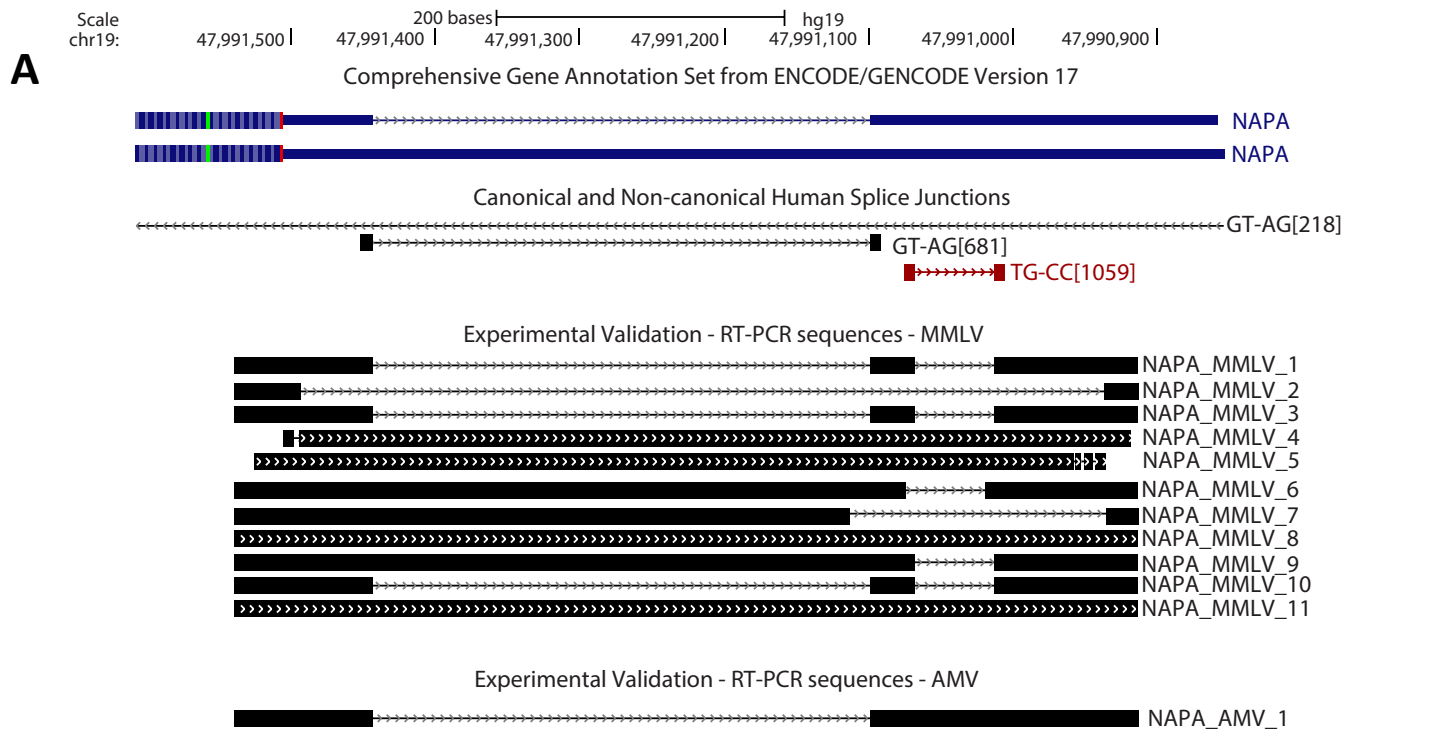 Scale 200 bases hg19
chr19: 47,991,500 47,991,400 47,991,300 47,991,200 47,991,100 47,991,000 47,990,900
A
Comprehensive Gene Annotation Set from ENCODE/GENCODE Version 17
NAPA
NAPA
Canonical and Non-canonical Human Splice Junctions
GT-AG[218]
GT-AG[681]
TG-CC[1059]
Experimental Validation - RT-PCR sequences - MMLV
NAPA_MMLV_1
NAPA_MMLV_2
NAPA_MMLV_3
NAPA_MMLV_4
NAPA_MMLV_5
NAPA_MMLV_6
NAPA_MMLV_7
NAPA_MMLV_8
NAPA_MMLV_9
NAPA_MMLV_10
NAPA_MMLV_11
Experimental Validation - RT-PCR sequences - AMV
NAPA_AMV_1